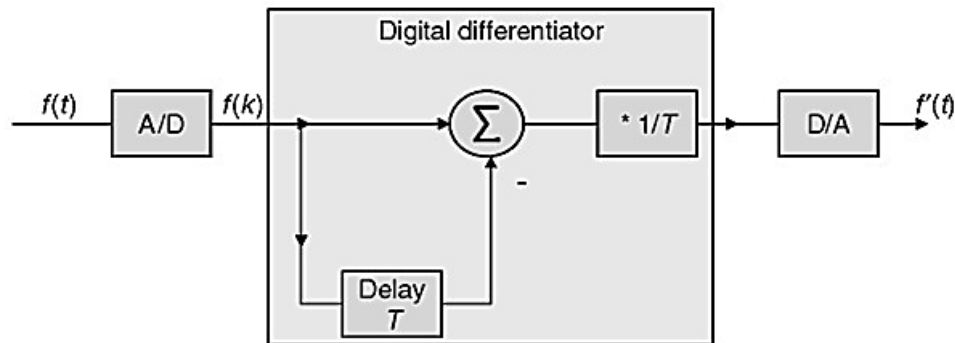 Digital differentiator
f(t)
A/D
f(k)
Σ
* 1/T
D/A
f'(t)
-
Delay
T